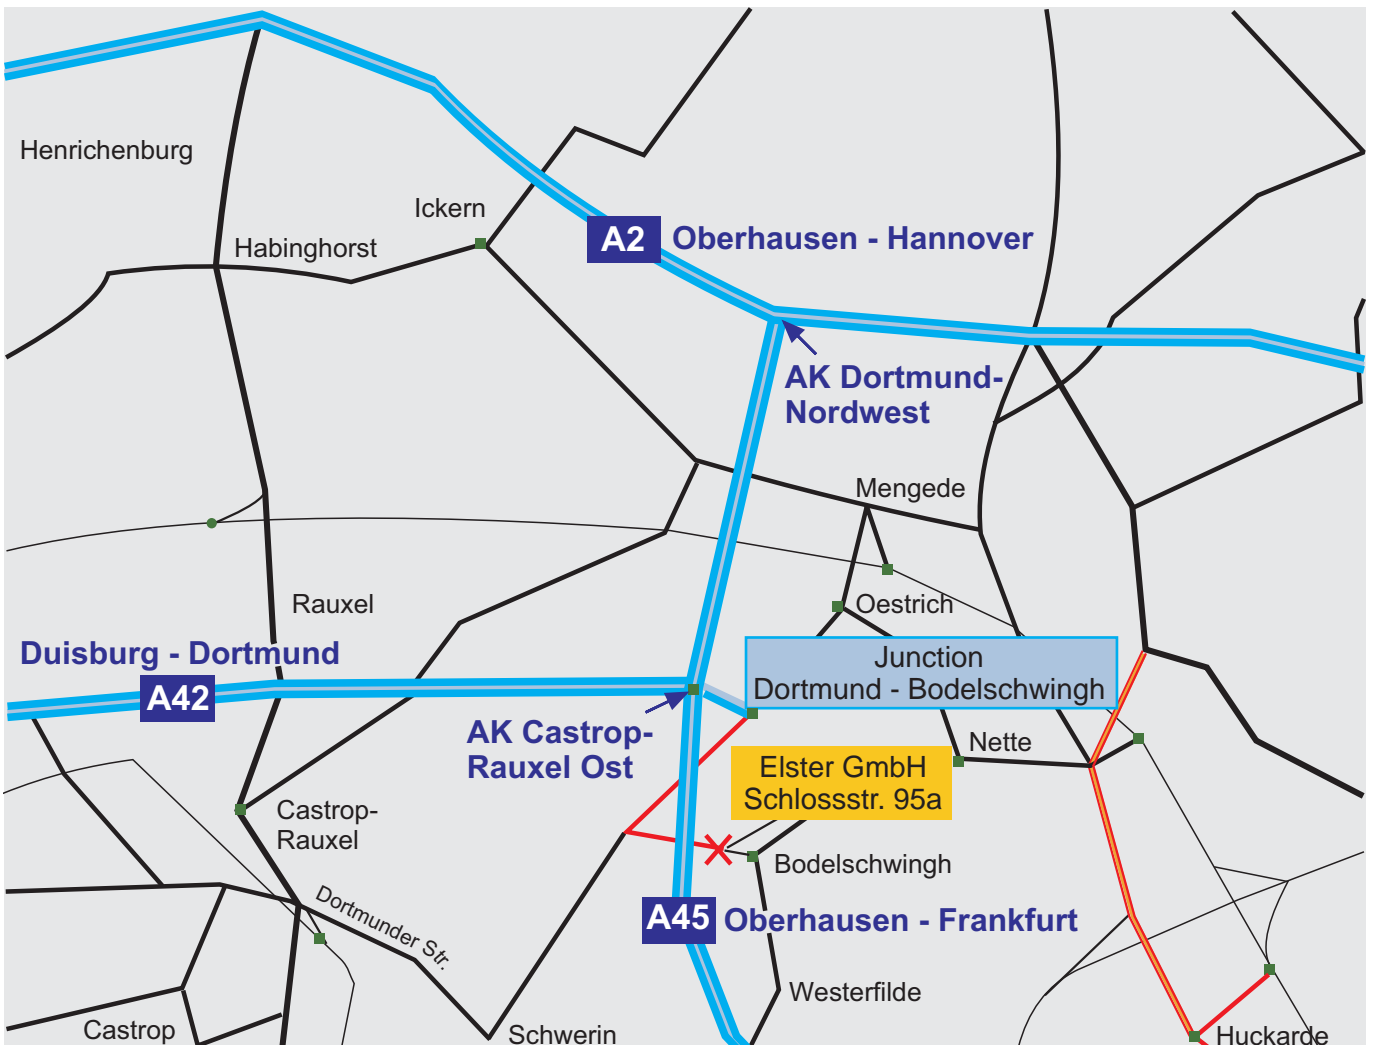 Henrichenburg
Ickern
Habinghorst
A2 Oberhausen - Hannover
AK Dortmund-
Nordwest
Mengede
Rauxel
Oestrich
Duisburg - Dortmund
A42
Junction
Dortmund - Bodelschwingh
AK Castrop-
Rauxel Ost
Nette
Elster GmbH
Schlossstr. 95a
Castrop-
Rauxel
Bodelschwingh
Dortmunder Str.
A45 Oberhausen - Frankfurt
Westerfilde
Castrop
Schwerin
Huckarde